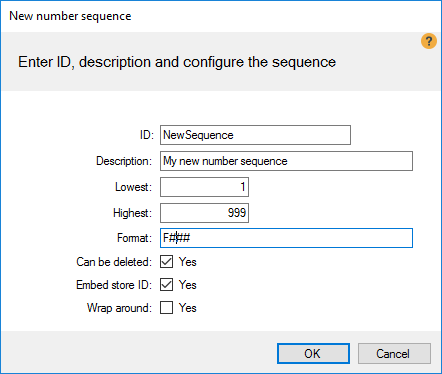 New number sequence
?
Enter ID, description and configure the sequence
ID: NewSequence
Description: My new number sequence
Lowest: 1
Highest: 999
Format: F###
Can be deleted: Yes
Embed store ID: Yes
Wrap around: Yes
OK Cancel